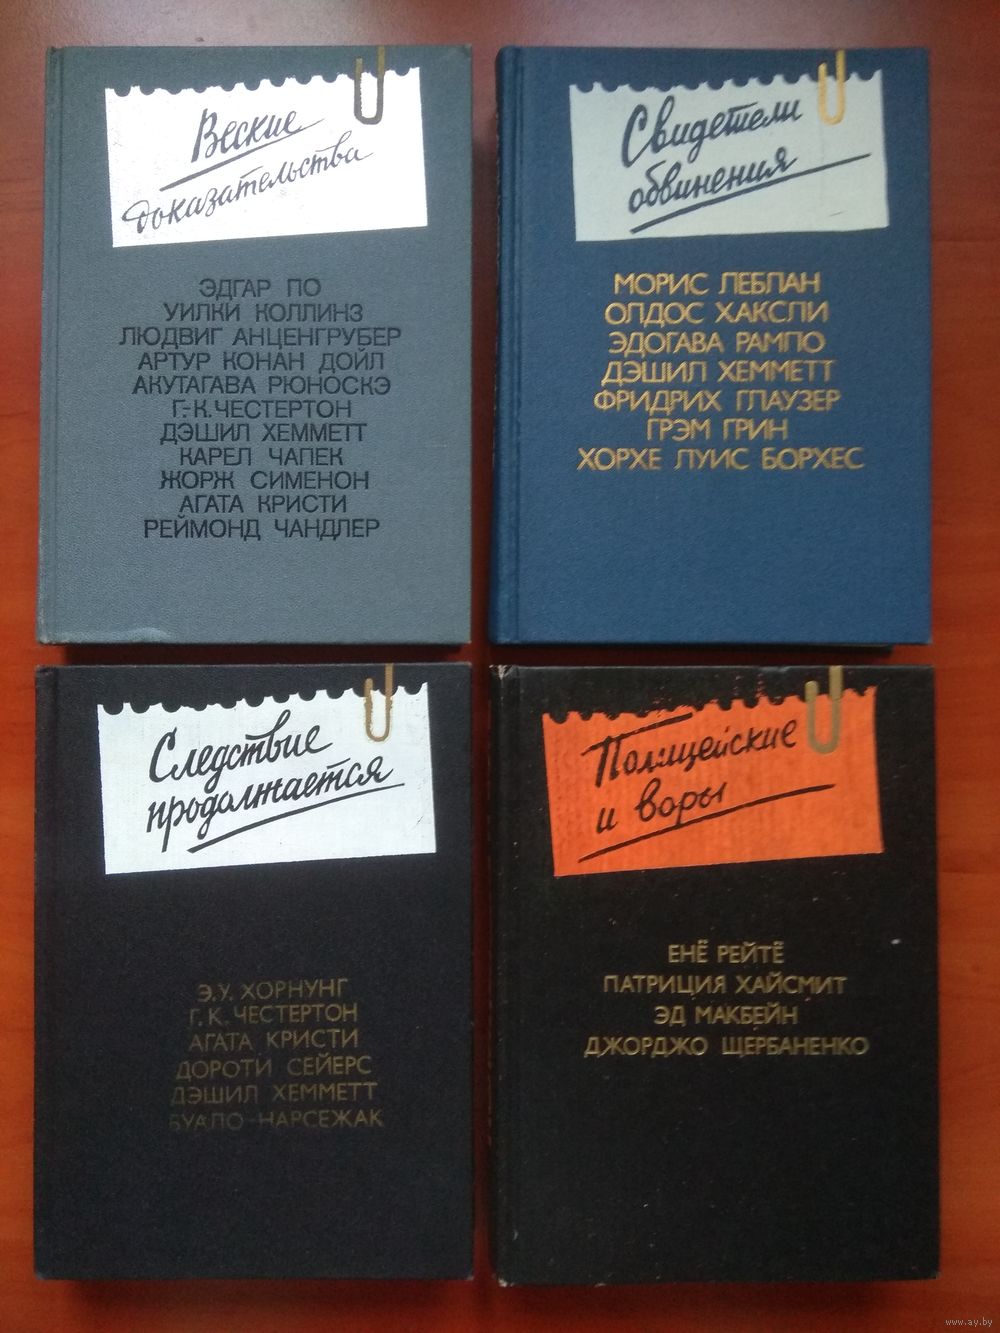 Веские
доказательства
ЭДГАР ПО
УИЛКИ КОЛЛИНЗ
ЛЮДВИГ АНЦЕНГРУБЕР
АРТУР КОНАН ДОЙЛ
АКУТАГАВА РЮНОСКЭ
Г.-К. ЧЕСТЕРТОН
ДЭШИЛ ХЕММЕТТ
КАРЕЛ ЧАПЕК
ЖОРЖ СИМЕНОН
АГАТА КРИСТИ
РЕЙМОНД ЧАНДЛЕР
Свидетели
обвинения
МОРИС ЛЕБЛАН
ОЛДОС ХАКСЛИ
ЭДОГАВА РАМПО
ДЭШИЛ ХЕММЕТТ
ФРИДРИХ ГЛАУЗЕР
ГРЭМ ГРИН
ХОРХЕ ЛУИС БОРХЕС
Следствие
продолжается
Э.У. ХОРНУНГ
Г.К. ЧЕСТЕРТОН
АГАТА КРИСТИ
ДОРОТИ СЕЙЕРС
ДЭШИЛ ХЕММЕТТ
БУАЛО-НАРСЕЖАК
Полицейские
и воры
ЕНЁ РЕЙТЁ
ПАТРИЦИЯ ХАЙСМИТ
ЭД МАКБЕЙН
ДЖОРДЖО ЩЕРБАНЕНКО
www.ay.by